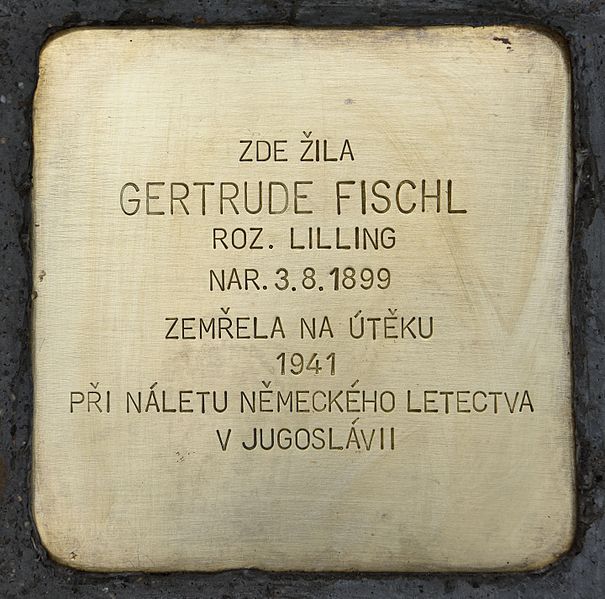 ZDE ŽILA
GERTRUDE FISCHL
ROZ. LILLING
NAR. 3.8.1899
ZEMŘELA NA ÚTĚKU
1941
PŘI NÁLETU NĚMECKÉHO LETECTVA
V JUGOSLÁVII